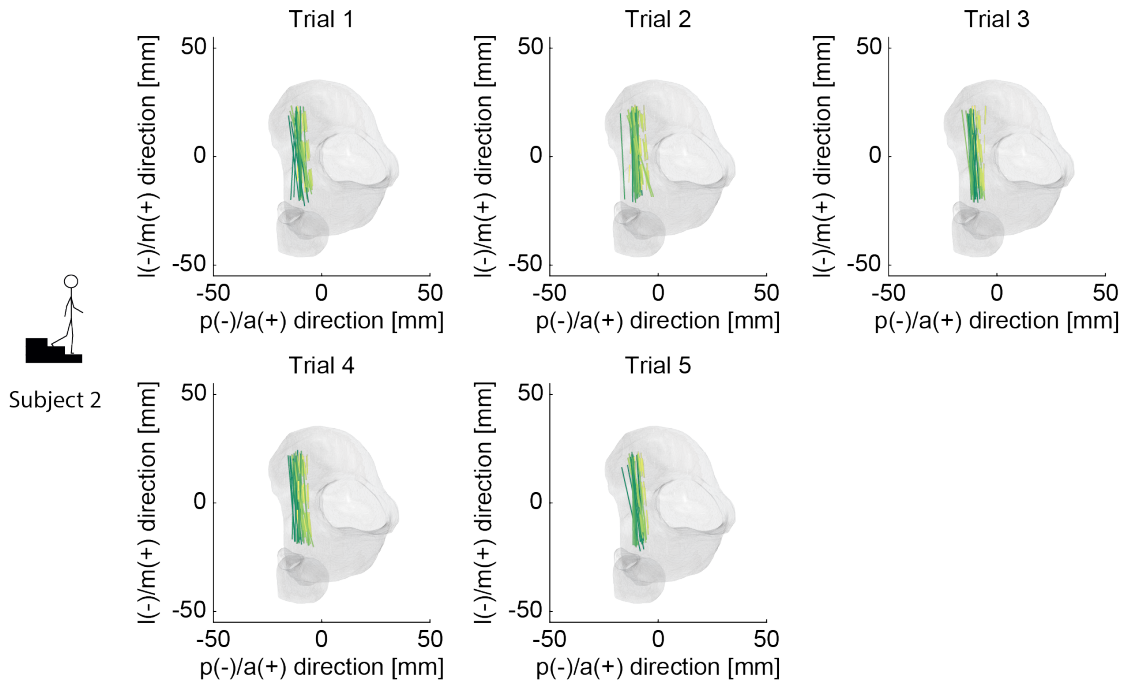 Trial 1
Trial 2
Trial 3
l(-)/m(+) direction [mm]
50
0
-50
-50
0
50
p(-)/a(+) direction [mm]
l(-)/m(+) direction [mm]
50
0
-50
-50
0
50
p(-)/a(+) direction [mm]
l(-)/m(+) direction [mm]
50
0
-50
-50
0
50
p(-)/a(+) direction [mm]
Subject 2
Trial 4
Trial 5
l(-)/m(+) direction [mm]
50
0
-50
-50
0
50
p(-)/a(+) direction [mm]
l(-)/m(+) direction [mm]
50
0
-50
-50
0
50
p(-)/a(+) direction [mm]